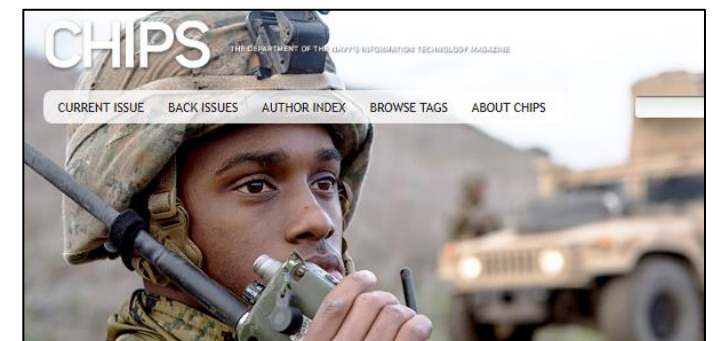 CHIPS
THE DEPARTMENT OF THE NAVY'S INFORMATION TECHNOLOGY MAGAZINE
CURRENT ISSUE BACK ISSUES AUTHOR INDEX BROWSE TAGS ABOUT CHIPS